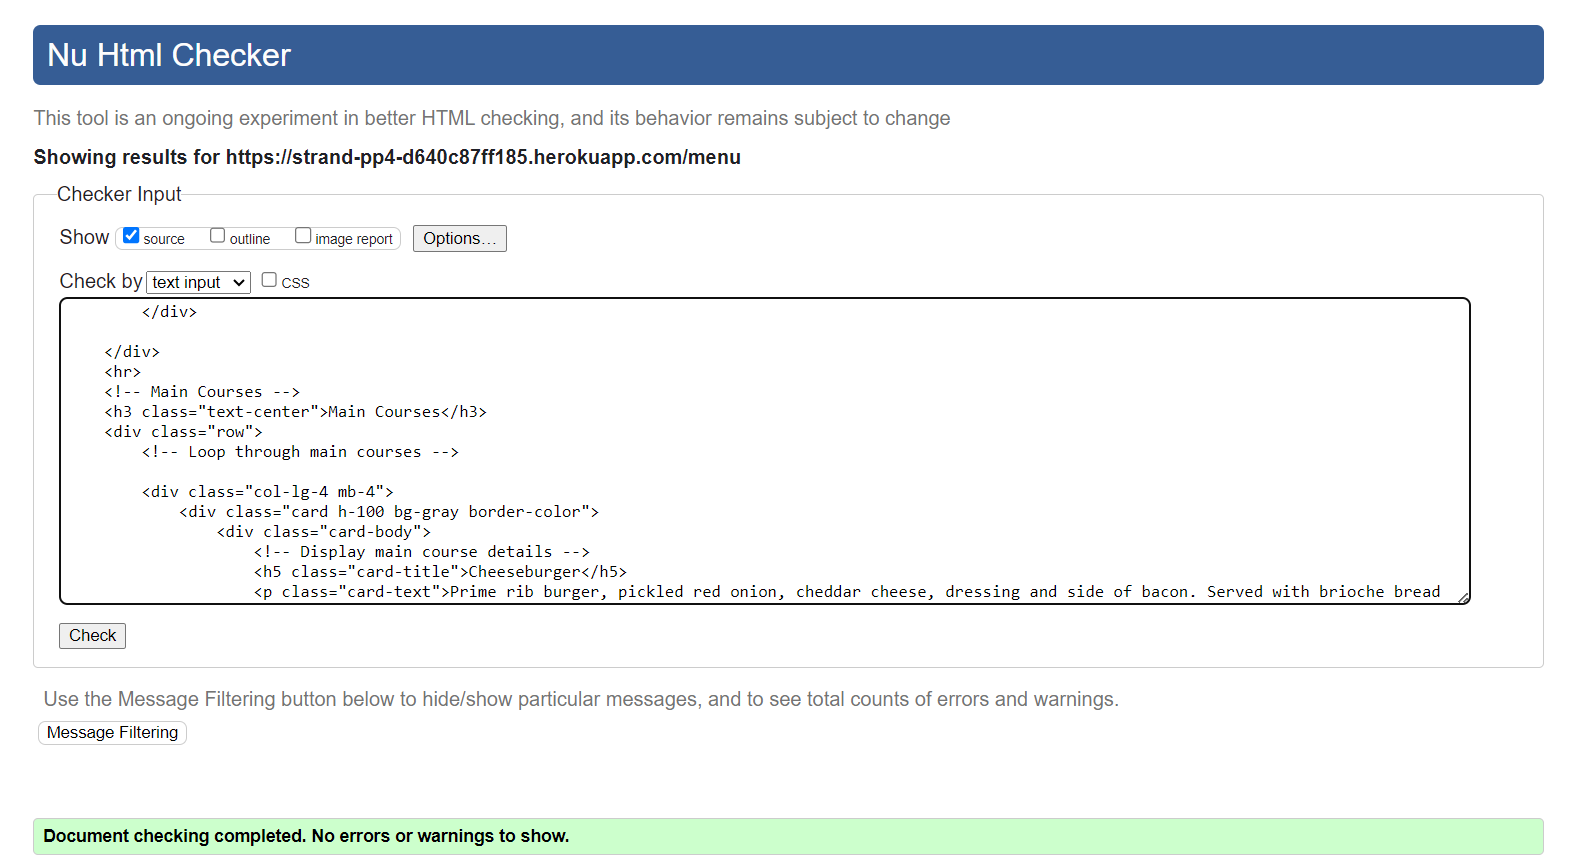 Nu Html Checker
This tool is an ongoing experiment in better HTML checking, and its behavior remains subject to change
Showing results for https://strand-pp4-d640c87ff185.herokuapp.com/menu
Checker Input
Show source outline image report Options...
Check by text input CSS
</div>
</div>
<hr>
<!-- Main Courses -->
<h3 class="text-center">Main Courses</h3>
<div class="row">
<!-- Loop through main courses -->
<div class="col-lg-4 mb-4">
<div class="card h-100 bg-gray border-color">
<div class="card-body">
<!-- Display main course details -->
<h5 class="card-title">Cheeseburger</h5>
<p class="card-text">Prime rib burger, pickled red onion, cheddar cheese, dressing and side of bacon. Served with brioche bread
Check
Use the Message Filtering button below to hide/show particular messages, and to see total counts of errors and warnings.
Message Filtering
Document checking completed. No errors or warnings to show.